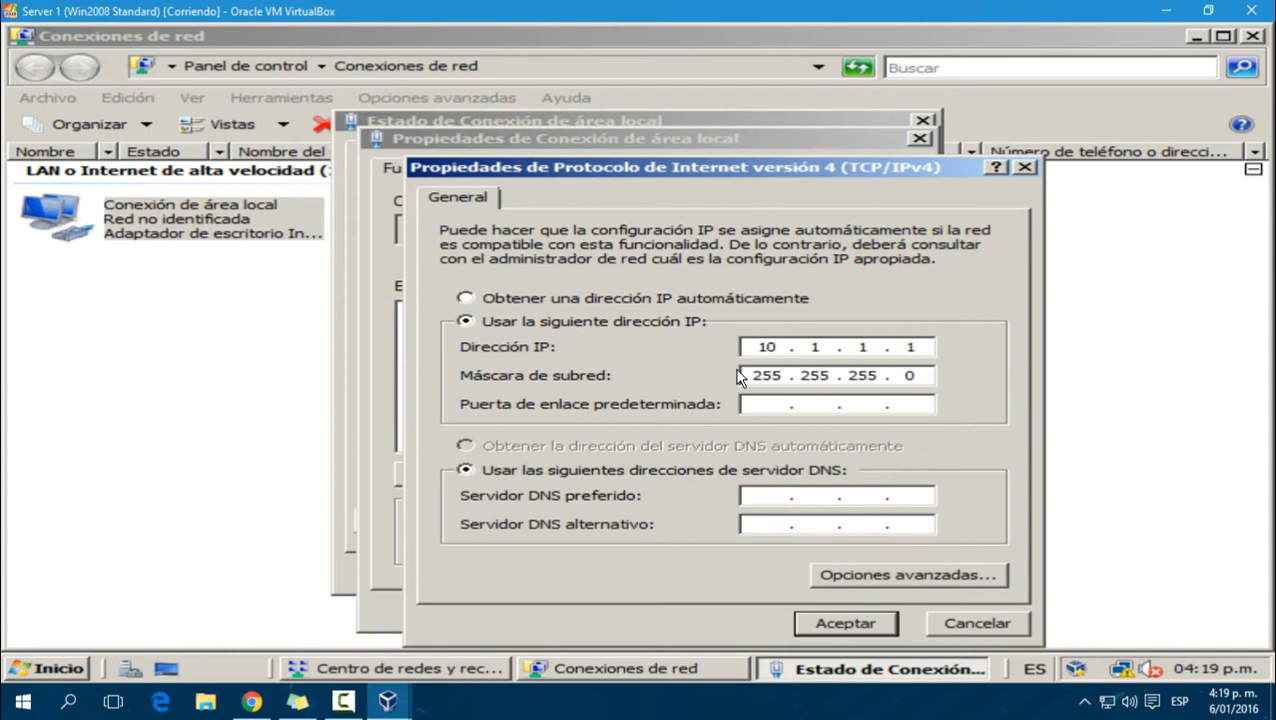 Server 1 (Win2008 Standard) [Corriendo] - Oracle VM VirtualBox
Conexiones de red
Panel de control Conexiones de red
Buscar
Archivo Edición Ver Herramientas Opciones avanzadas Ayuda
Organizar Vistas
Estado de Conexión de área local
Propiedades de Conexión de área local
Nombre Estado Nombre del
Número de teléfono o direcci...
LAN o Internet de alta velocidad (
Fu
Propiedades de Protocolo de Internet versión 4 (TCP/IPv4)
General
Conexión de área local
Red no identificada
Adaptador de escritorio In...
Puede hacer que la configuración IP se asigne automáticamente si la red
es compatible con esta funcionalidad. De lo contrario, deberá consultar
con el administrador de red cuál es la configuración IP apropiada.
Obtener una dirección IP automáticamente
Usar la siguiente dirección IP:
Dirección IP: 10 . 1 . 1 . 1
Máscara de subred: 255 . 255 . 255 . 0
Puerta de enlace predeterminada: . . .
Obtener la dirección del servidor DNS automáticamente
Usar las siguientes direcciones de servidor DNS:
Servidor DNS preferido: . . .
Servidor DNS alternativo: . . .
Opciones avanzadas...
Aceptar Cancelar
Inicio Centro de redes y rec... Conexiones de red Estado de Conexión... ES 04:19 p.m.
ESP 4:19 p. m.
6/01/2016